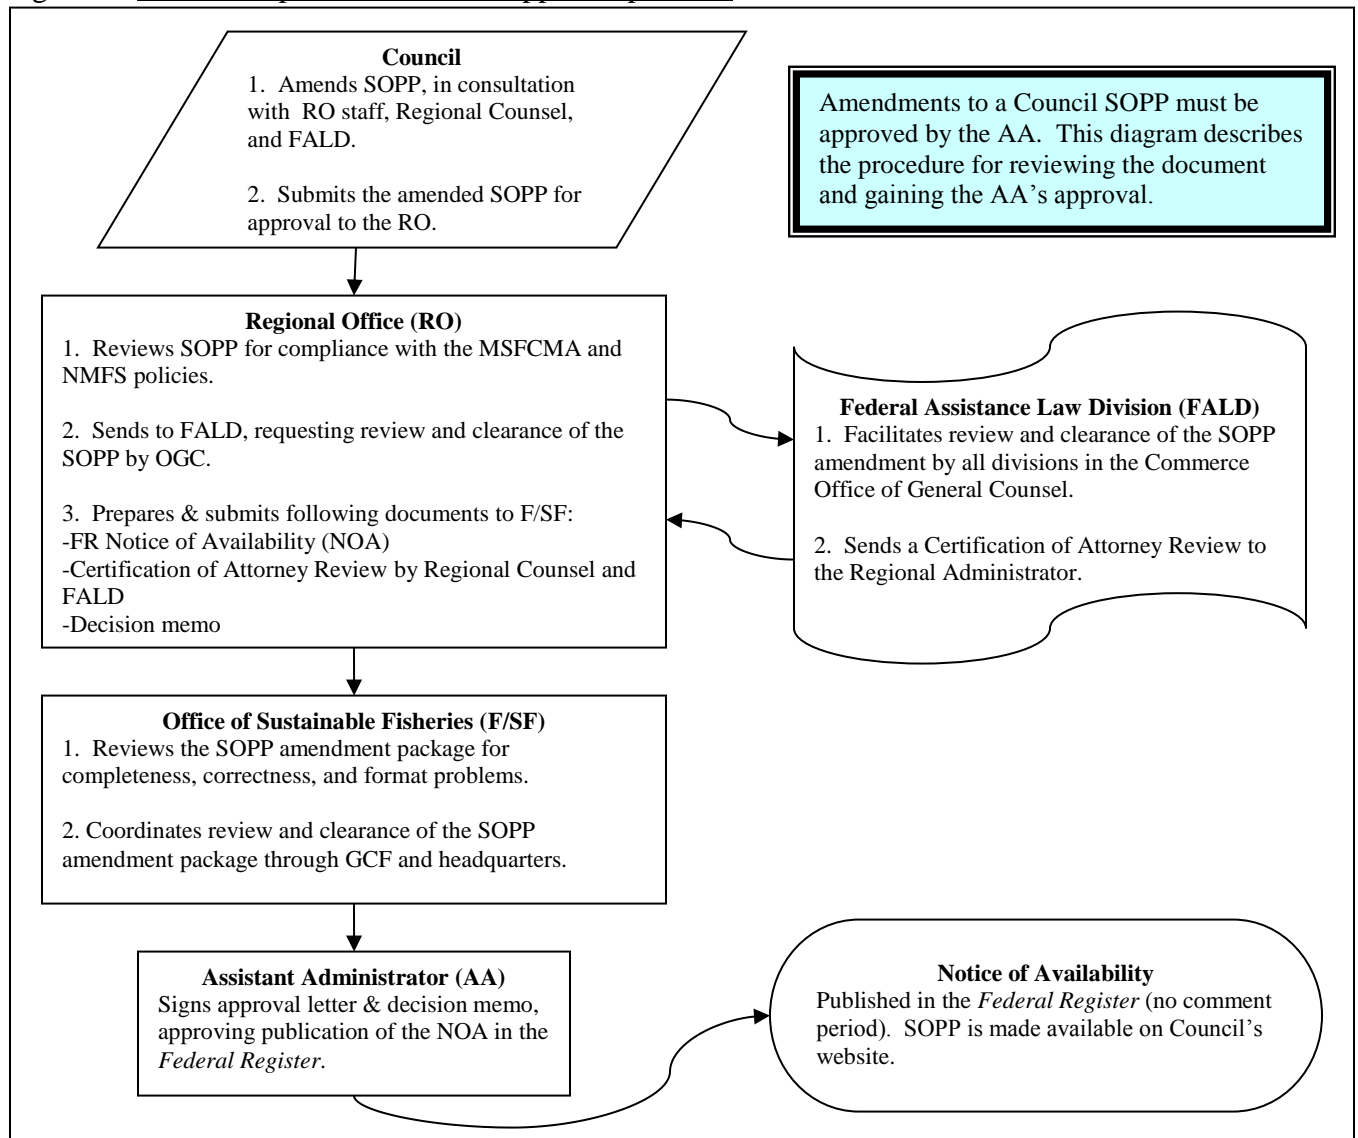 Council
1. Amends SOPP, in consultation
with RO staff, Regional Counsel,
and FALD.
2. Submits the amended SOPP for
approval to the RO.
Amendments to a Council SOPP must be
approved by the AA. This diagram describes
the procedure for reviewing the document
and gaining the AA's approval.
Regional Office (RO)
1. Reviews SOPP for compliance with the MSFCMA and
NMFS policies.
2. Sends to FALD, requesting review and clearance of the
SOPP by OGC.
3. Prepares & submits following documents to F/SF:
-FR Notice of Availability (NOA)
-Certification of Attorney Review by Regional Counsel and
FALD
-Decision memo
Federal Assistance Law Division (FALD)
1. Facilitates review and clearance of the SOPP
amendment by all divisions in the Commerce
Office of General Counsel.
2. Sends a Certification of Attorney Review to
the Regional Administrator.
Office of Sustainable Fisheries (F/SF)
1. Reviews the SOPP amendment package for
completeness, correctness, and format problems.
2. Coordinates review and clearance of the SOPP
amendment package through GCF and headquarters.
Assistant Administrator (AA)
Signs approval letter & decision memo,
approving publication of the NOA in the
Federal Register.
Notice of Availability
Published in the Federal Register (no comment
period). SOPP is made available on Council's
website.